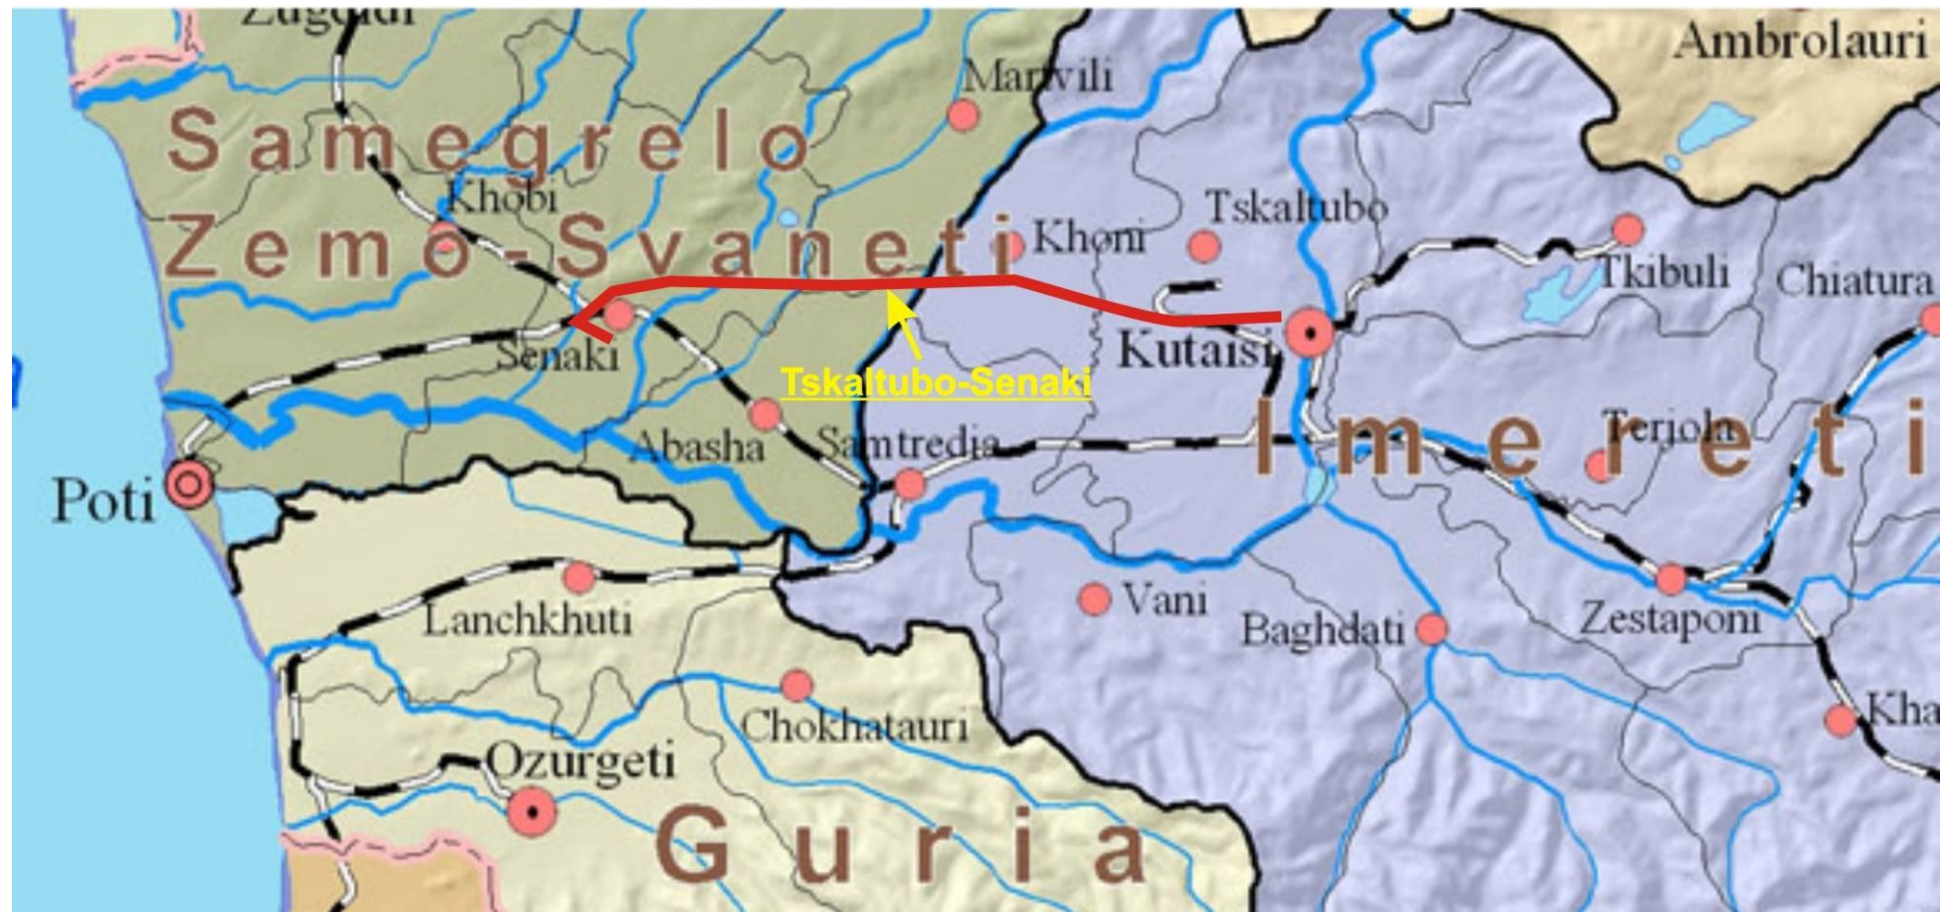 Zugdidi
Ambrolauri
Martvili
Samegrelo
Khobi
Tskaltubo
Zemo-Svaneti
Khoni
Tkibuli
Chiatura
Senaki
Kutaisi
Tskaltubo-Senaki
Abasha
Samtredia
Imereti
Terjola
Poti
Lanchkhuti
Vani
Baghdati
Zestaponi
Chokhatauri
Kha
Ozurgeti
Guria